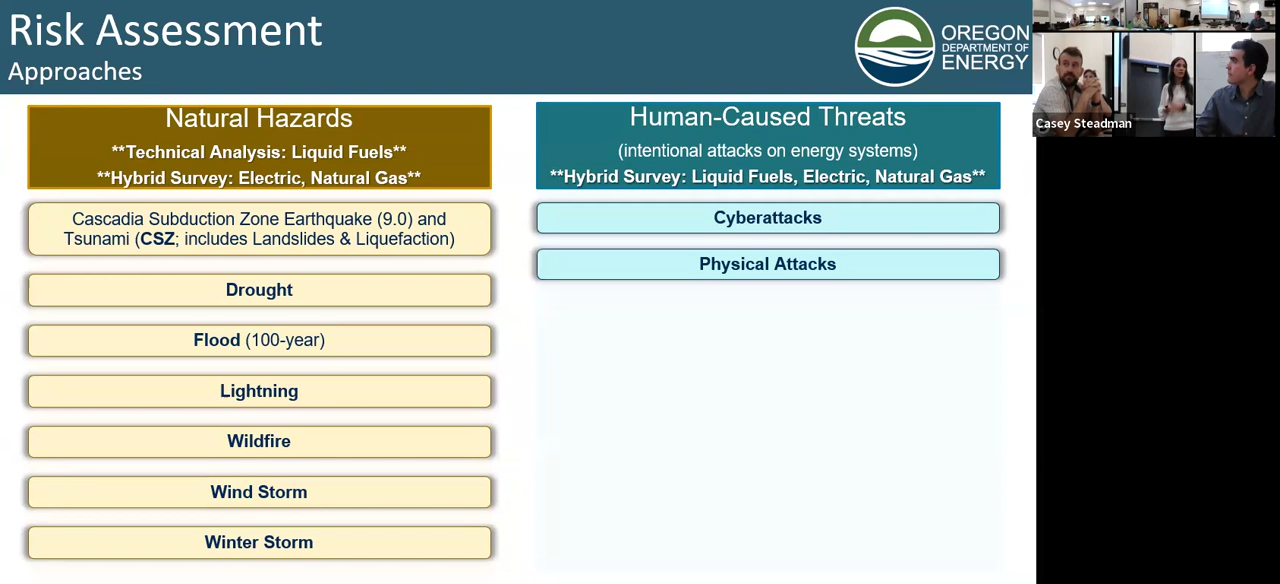 Risk Assessment
Approaches
OREGON
DEPARTMENT OF
ENERGY
Natural Hazards
**Technical Analysis: Liquid Fuels**
**Hybrid Survey: Electric, Natural Gas**
Cascadia Subduction Zone Earthquake (9.0) and
Tsunami (CSZ; includes Landslides & Liquefaction)
Drought
Flood (100-year)
Lightning
Wildfire
Wind Storm
Winter Storm
Human-Caused Threats
(intentional attacks on energy systems)
**Hybrid Survey: Liquid Fuels, Electric, Natural Gas**
Cyberattacks
Physical Attacks
Casey Steadman